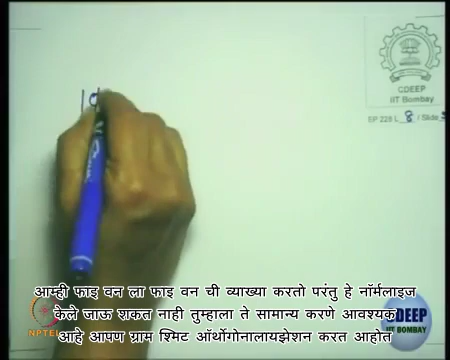 CDEEP
IIT Bombay
SP 228 L 8 / Slide
आम्ही फाइ वन ला फाइ वन ची व्याख्या करतो परंतु हे नॉर्मलाइज
केले जाऊ शकत नाही तुम्हाला ते सामान्य करणे आवश्यक
आहे आपण ग्राम श्मिट ऑर्थोगोनालायझेशन करत आहोत
NPTEL
CDEEP
IIT BOMBAY